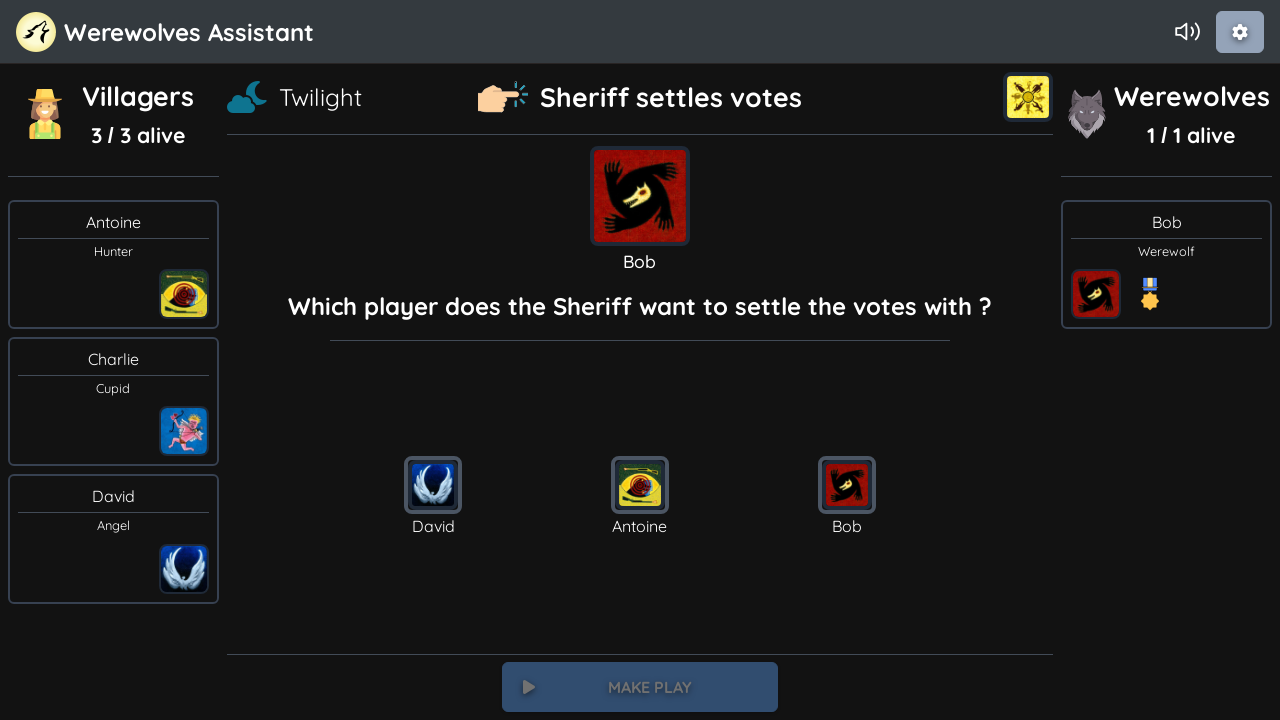 Werewolves Assistant
Villagers
3 / 3 alive
Twilight
Sheriff settles votes
Werewolves
1 / 1 alive
Antoine
Hunter
Charlie
Cupid
David
Angel
Bob
Which player does the Sheriff want to settle the votes with ?
David
Antoine
Bob
MAKE PLAY
Bob
Werewolf